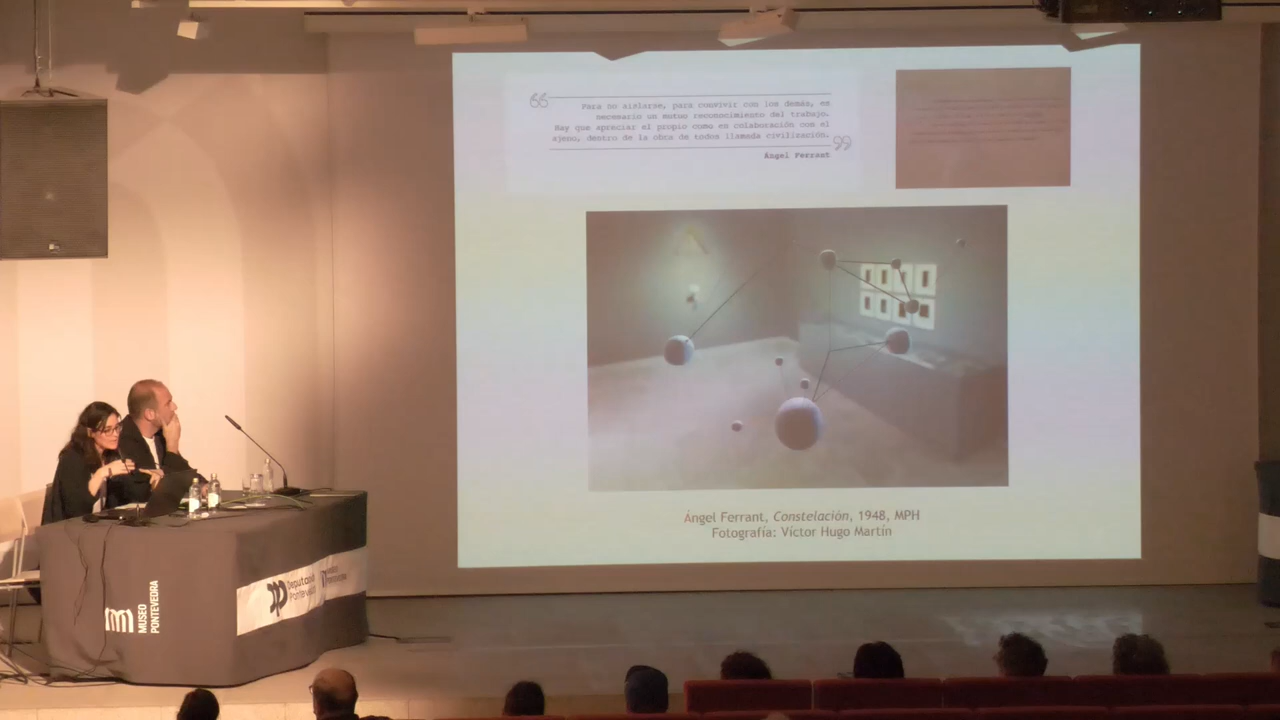 Para no aislarse, para convivir con los demás, es
necesario un mutuo reconocimiento del trabajo.
Hay que apreciar el propio como en colaboración con el
ajeno, dentro de la obra de todos llamada civilización.
Ángel Ferrant
Ángel Ferrant, Constelación, 1948, MPH
Fotografía: Víctor Hugo Martín
MUSEO
PONTEVEDRA
Deputación
Pontevedra